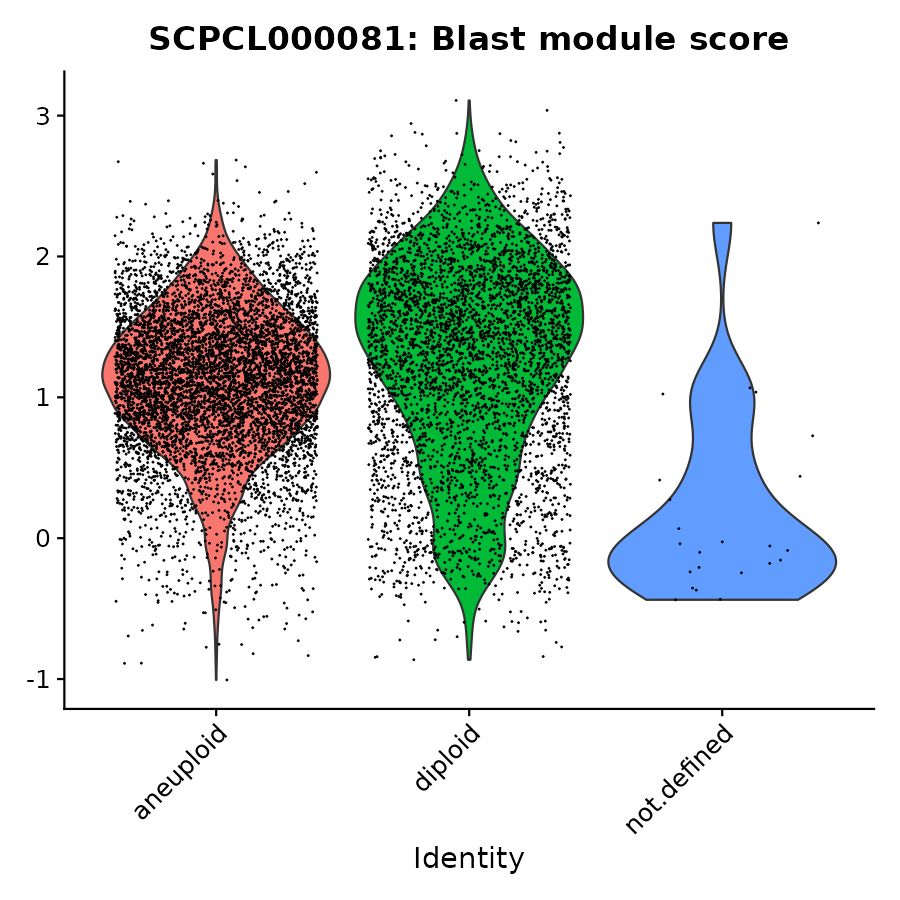 SCPCL000081: Blast module score
3
2
1
0
-1
aneuploid
diploid
not.defined
Identity